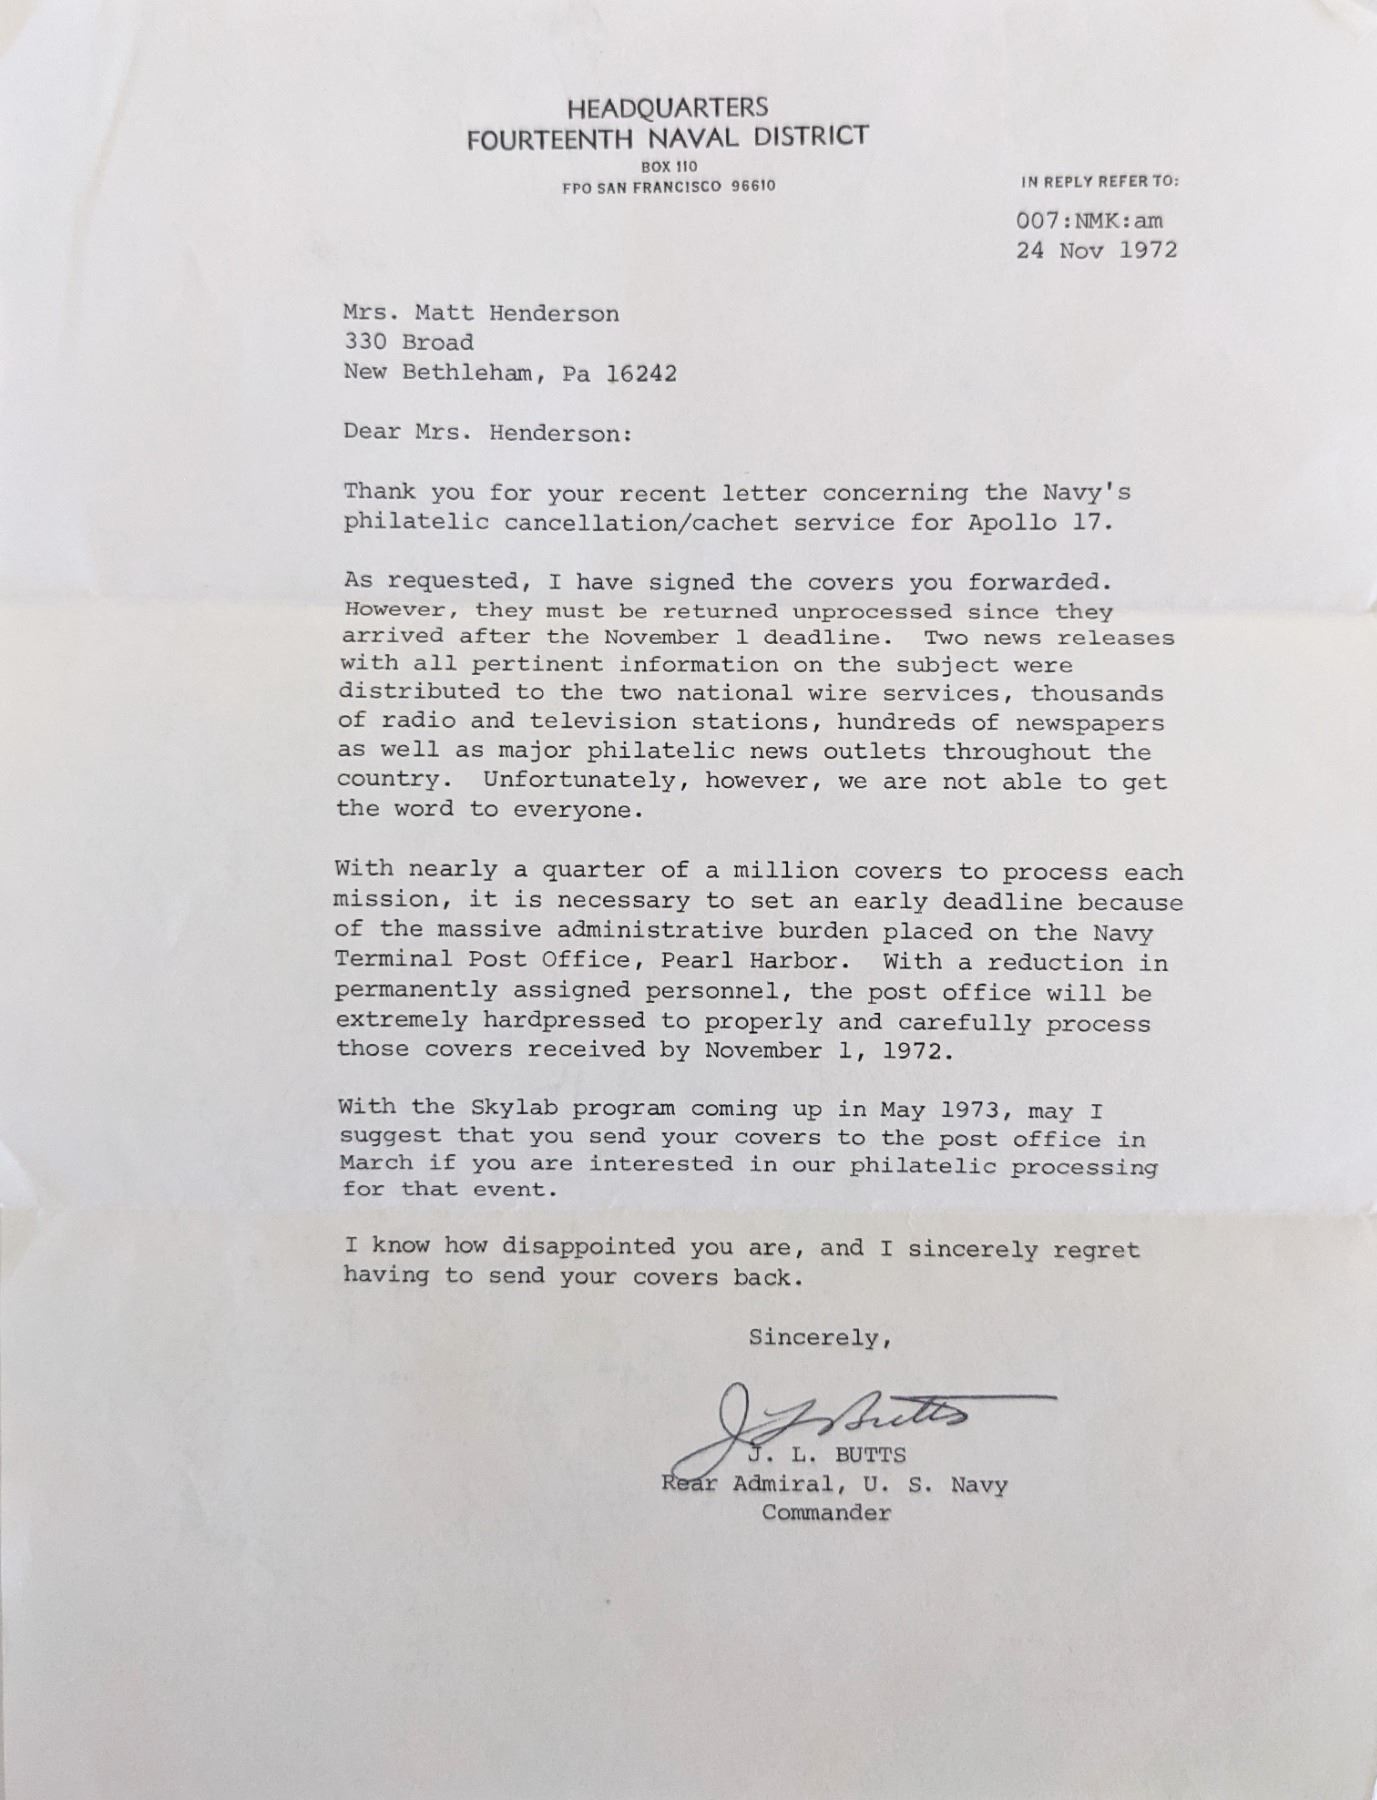 HEADQUARTERS
FOURTEENTH NAVAL DISTRICT
BOX 110
FPO SAN FRANCISCO 96610
IN REPLY REFER TO:
007:NMK:am
24 Nov 1972
Mrs. Matt Henderson
330 Broad
New Bethleham, Pa 16242
Dear Mrs. Henderson:
Thank you for your recent letter concerning the Navy's
philatelic cancellation/cachet service for Apollo 17.
As requested, I have signed the covers you forwarded.
However, they must be returned unprocessed since they
arrived after the November 1 deadline. Two news releases
with all pertinent information on the subject were
distributed to the two national wire services, thousands
of radio and television stations, hundreds of newspapers
as well as major philatelic news outlets throughout the
country. Unfortunately, however, we are not able to get
the word to everyone.
With nearly a quarter of a million covers to process each
mission, it is necessary to set an early deadline because
of the massive administrative burden placed on the Navy
Terminal Post Office, Pearl Harbor. With a reduction in
permanently assigned personnel, the post office will be
extremely hardpressed to properly and carefully process
those covers received by November 1, 1972.
With the Skylab program coming up in May 1973, may I
suggest that you send your covers to the post office in
March if you are interested in our philatelic processing
for that event.
I know how disappointed you are, and I sincerely regret
having to send your covers back.
Sincerely,
J L Butts
J. L. BUTTS
Rear Admiral, U. S. Navy
Commander